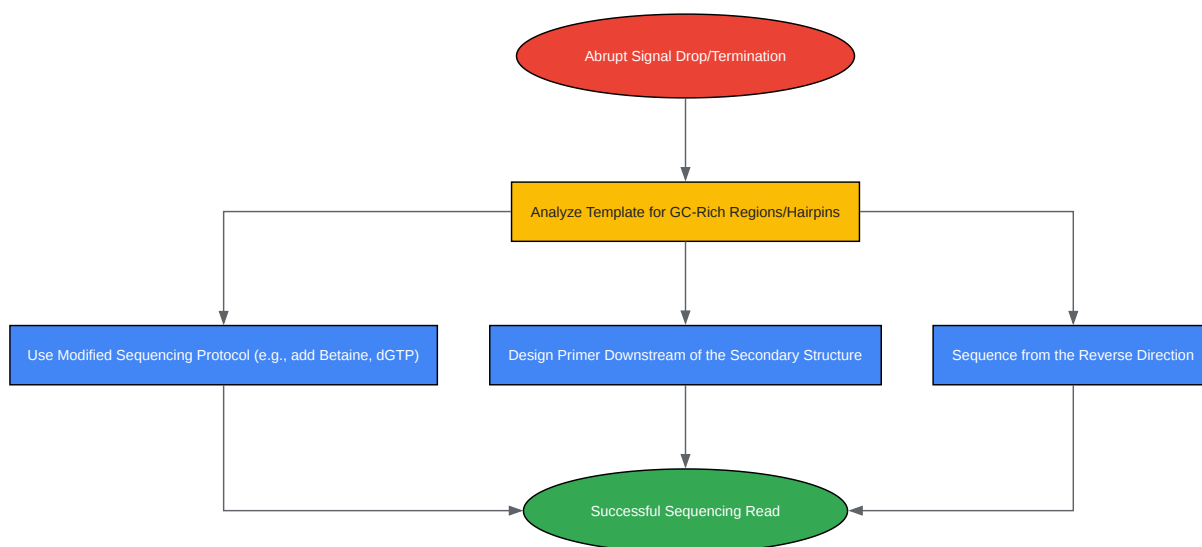 Abrupt Signal Drop/Termination
Analyze Template for GC-Rich Regions/Hairpins
Use Modified Sequencing Protocol (e.g., add Betaine, dGTP)
Design Primer Downstream of the Secondary Structure
Sequence from the Reverse Direction
Successful Sequencing Read